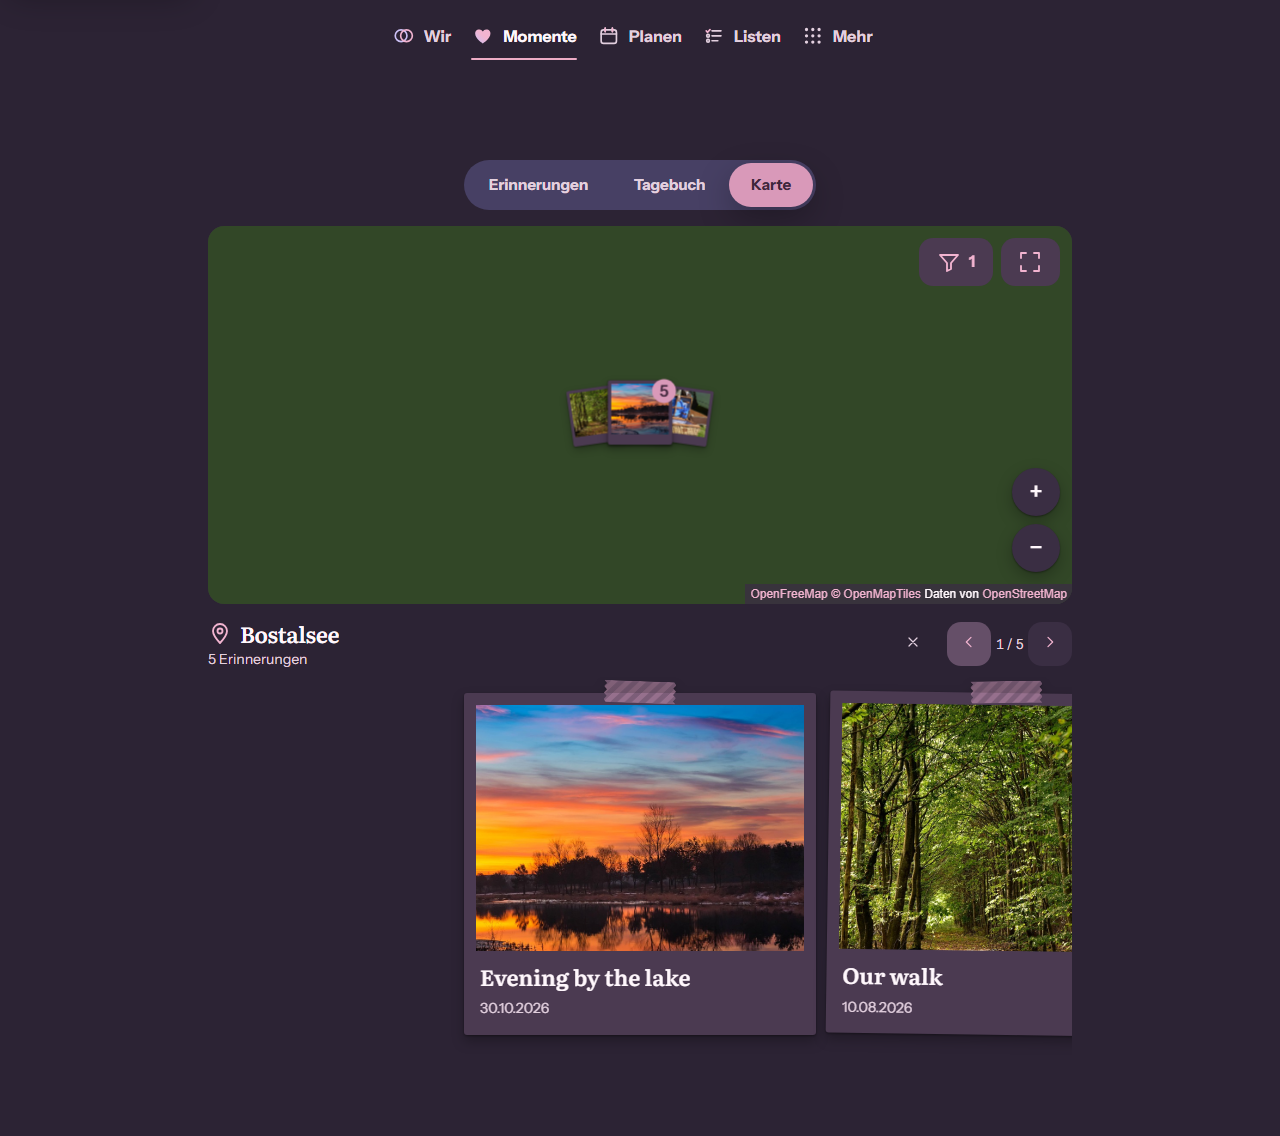 Wir Momente Planen Listen Mehr
Erinnerungen Tagebuch Karte
1
5
+
−
OpenFreeMap © OpenMapTiles Daten von OpenStreetMap
Bostalsee
5 Erinnerungen
1 / 5
Evening by the lake
30.10.2026
Our walk
10.08.2026